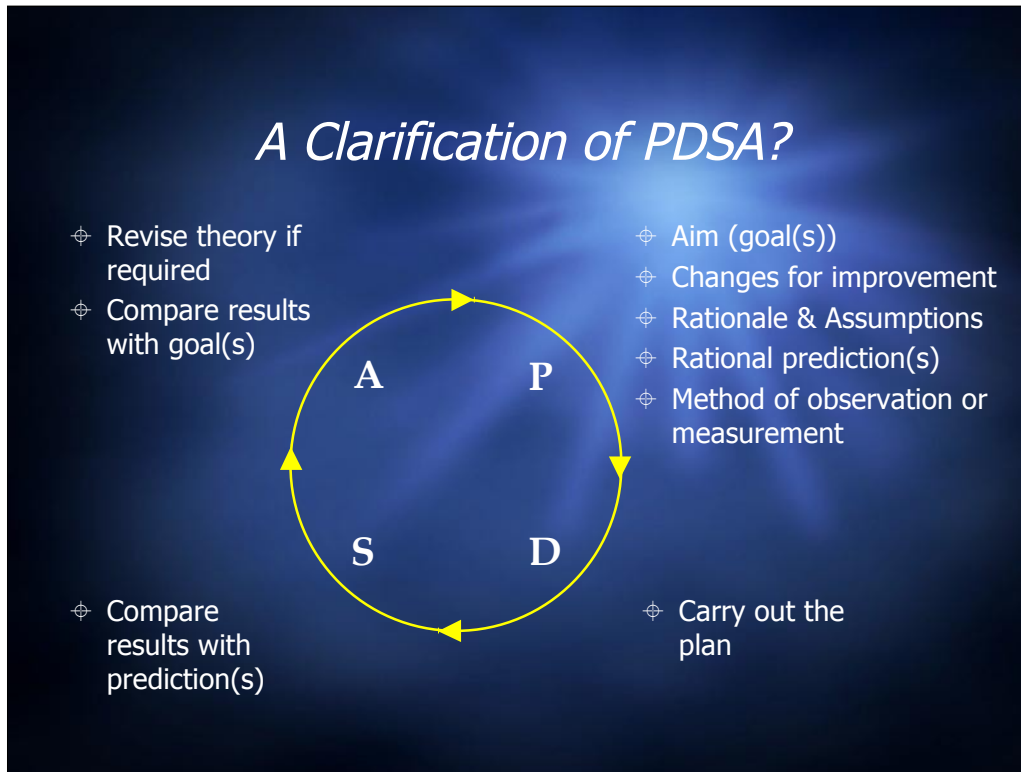 A Clarification of PDSA?
Revise theory if
required
Compare results
with goal(s)
Aim (goal(s))
Changes for improvement
Rationale & Assumptions
Rational prediction(s)
Method of observation or
measurement
A
P
S
D
Compare
results with
prediction(s)
Carry out the
plan